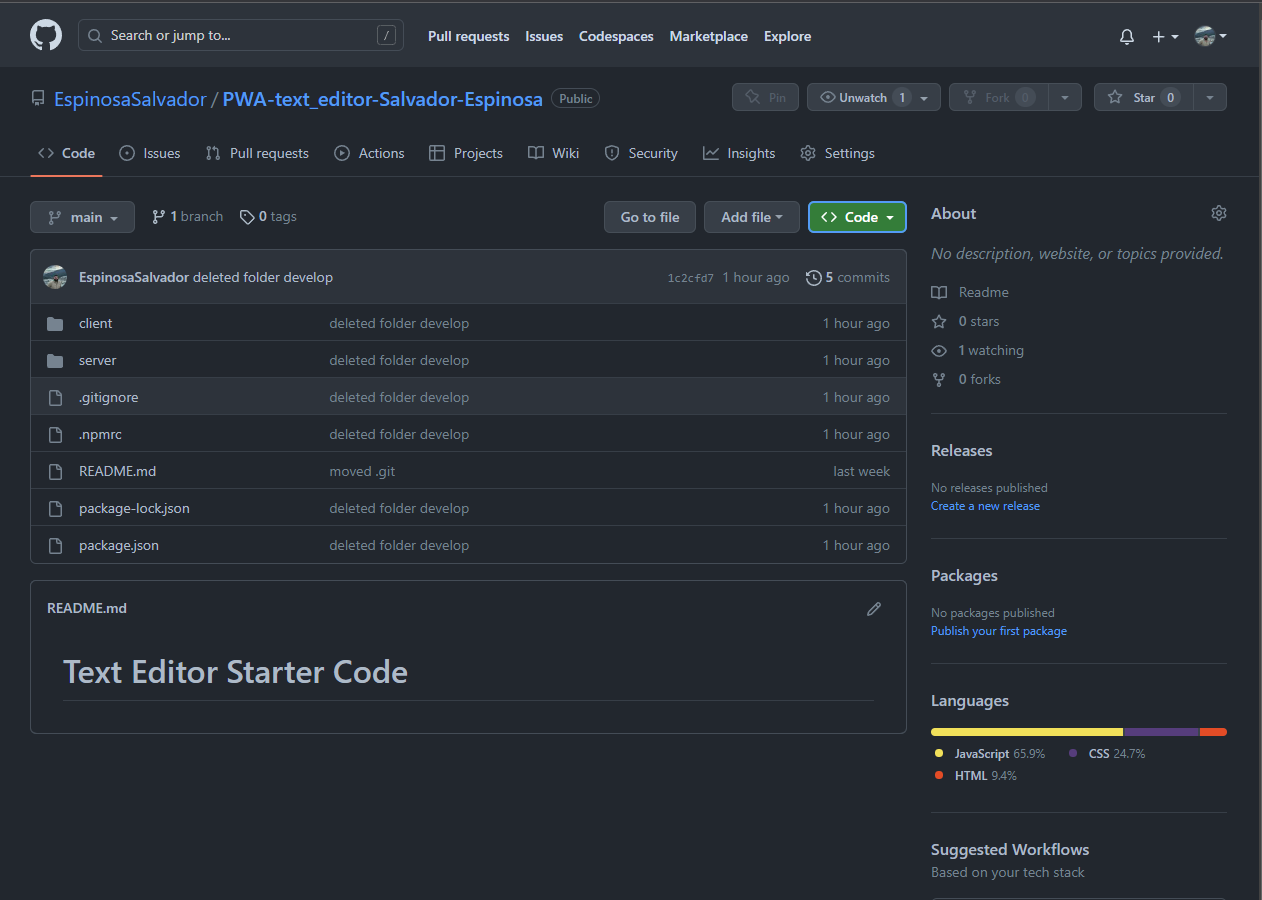 Search or jump to... / Pull requests Issues Codespaces Marketplace Explore
EspinosaSalvador / PWA-text_editor-Salvador-Espinosa Public Pin Unwatch 1 Fork 0 Star 0
Code Issues Pull requests Actions Projects Wiki Security Insights Settings
main 1 branch 0 tags Go to file Add file Code
EspinosaSalvador deleted folder develop 1c2cfd7 1 hour ago 5 commits
client deleted folder develop 1 hour ago
server deleted folder develop 1 hour ago
.gitignore deleted folder develop 1 hour ago
.npmrc deleted folder develop 1 hour ago
README.md moved .git last week
package-lock.json deleted folder develop 1 hour ago
package.json deleted folder develop 1 hour ago
README.md
Text Editor Starter Code
About
No description, website, or topics provided.
Readme
0 stars
1 watching
0 forks
Releases
No releases published
Create a new release
Packages
No packages published
Publish your first package
Languages
JavaScript 65.9% CSS 24.7%
HTML 9.4%
Suggested Workflows
Based on your tech stack